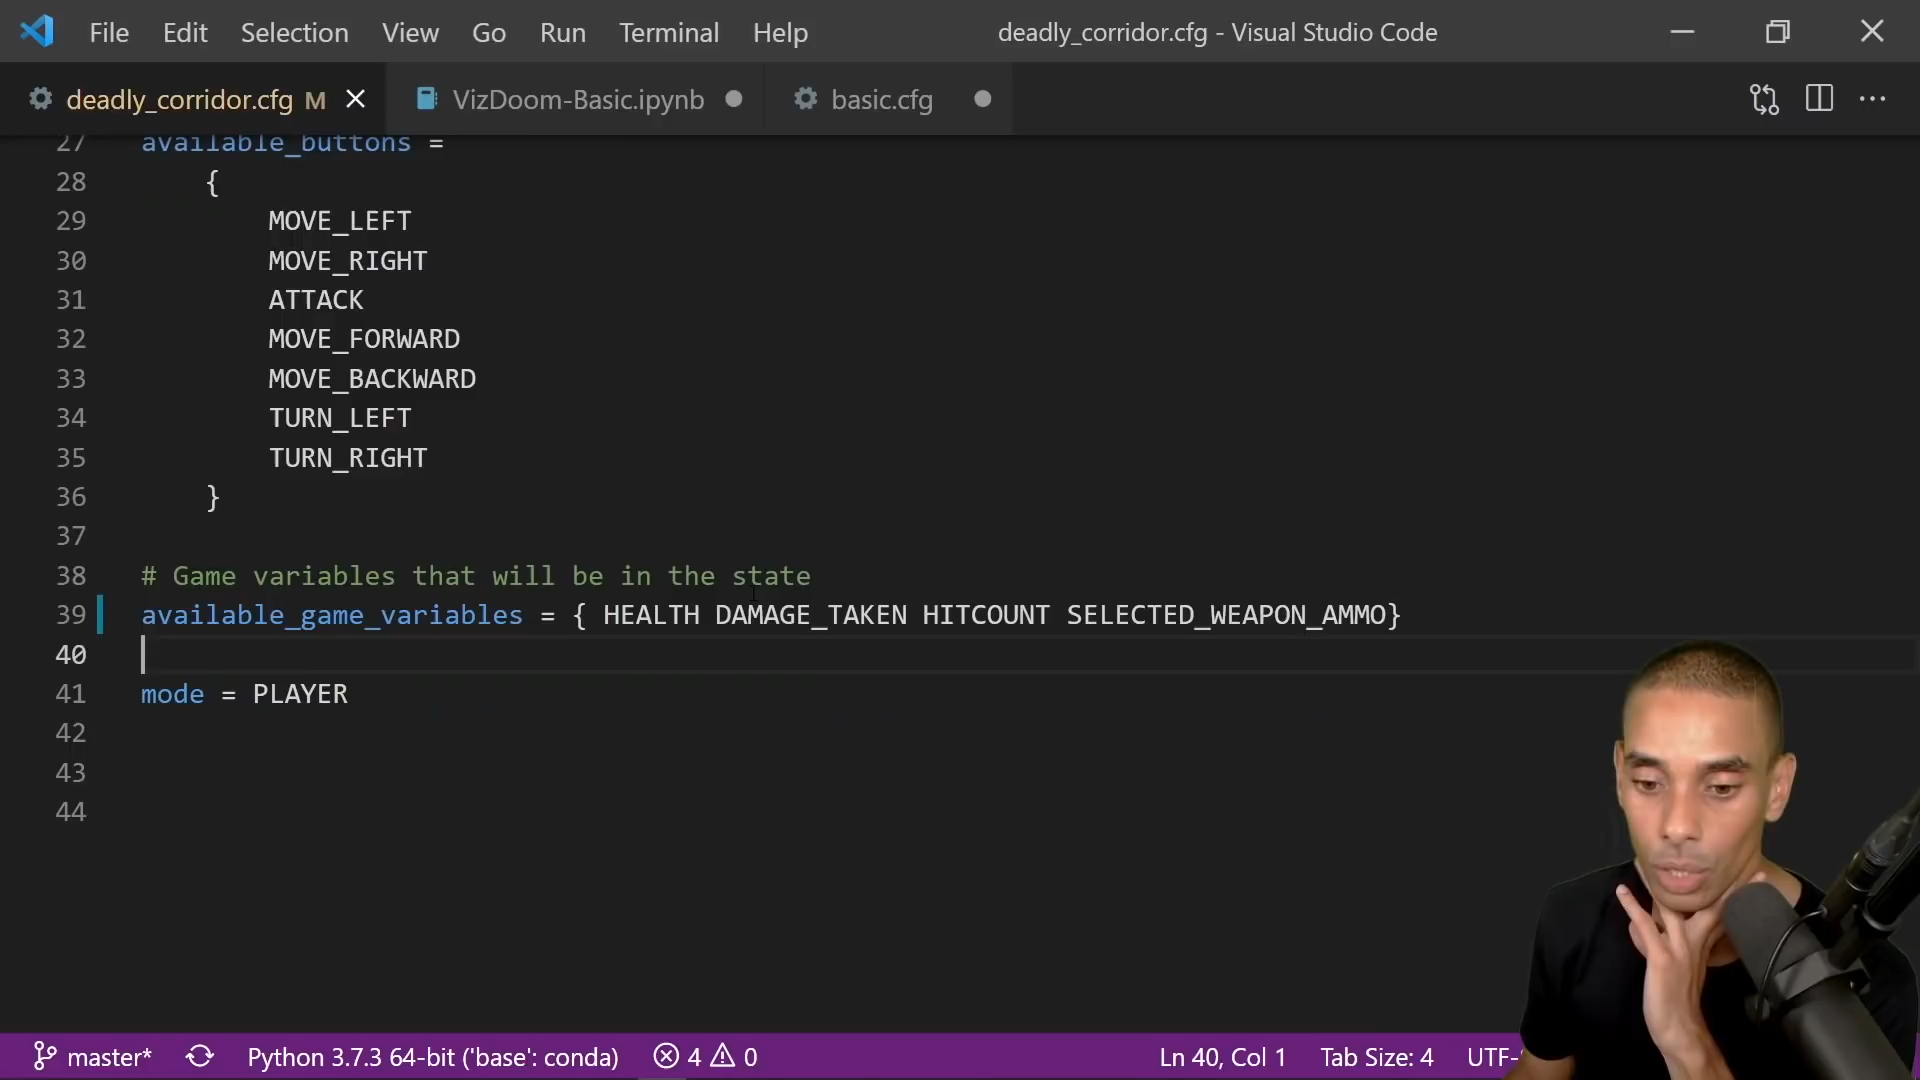 File Edit Selection View Go Run Terminal Help deadly_corridor.cfg - Visual Studio Code
deadly_corridor.cfg M VizDoom-Basic.ipynb basic.cfg
27 available_buttons =
28 {
29 MOVE_LEFT
30 MOVE_RIGHT
31 ATTACK
32 MOVE_FORWARD
33 MOVE_BACKWARD
34 TURN_LEFT
35 TURN_RIGHT
36 }
37
38 # Game variables that will be in the state
39 available_game_variables = { HEALTH DAMAGE_TAKEN HITCOUNT SELECTED_WEAPON_AMMO}
40
41 mode = PLAYER
42
43
44
master* Python 3.7.3 64-bit ('base': conda) 4 0 Ln 40, Col 1 Tab Size: 4